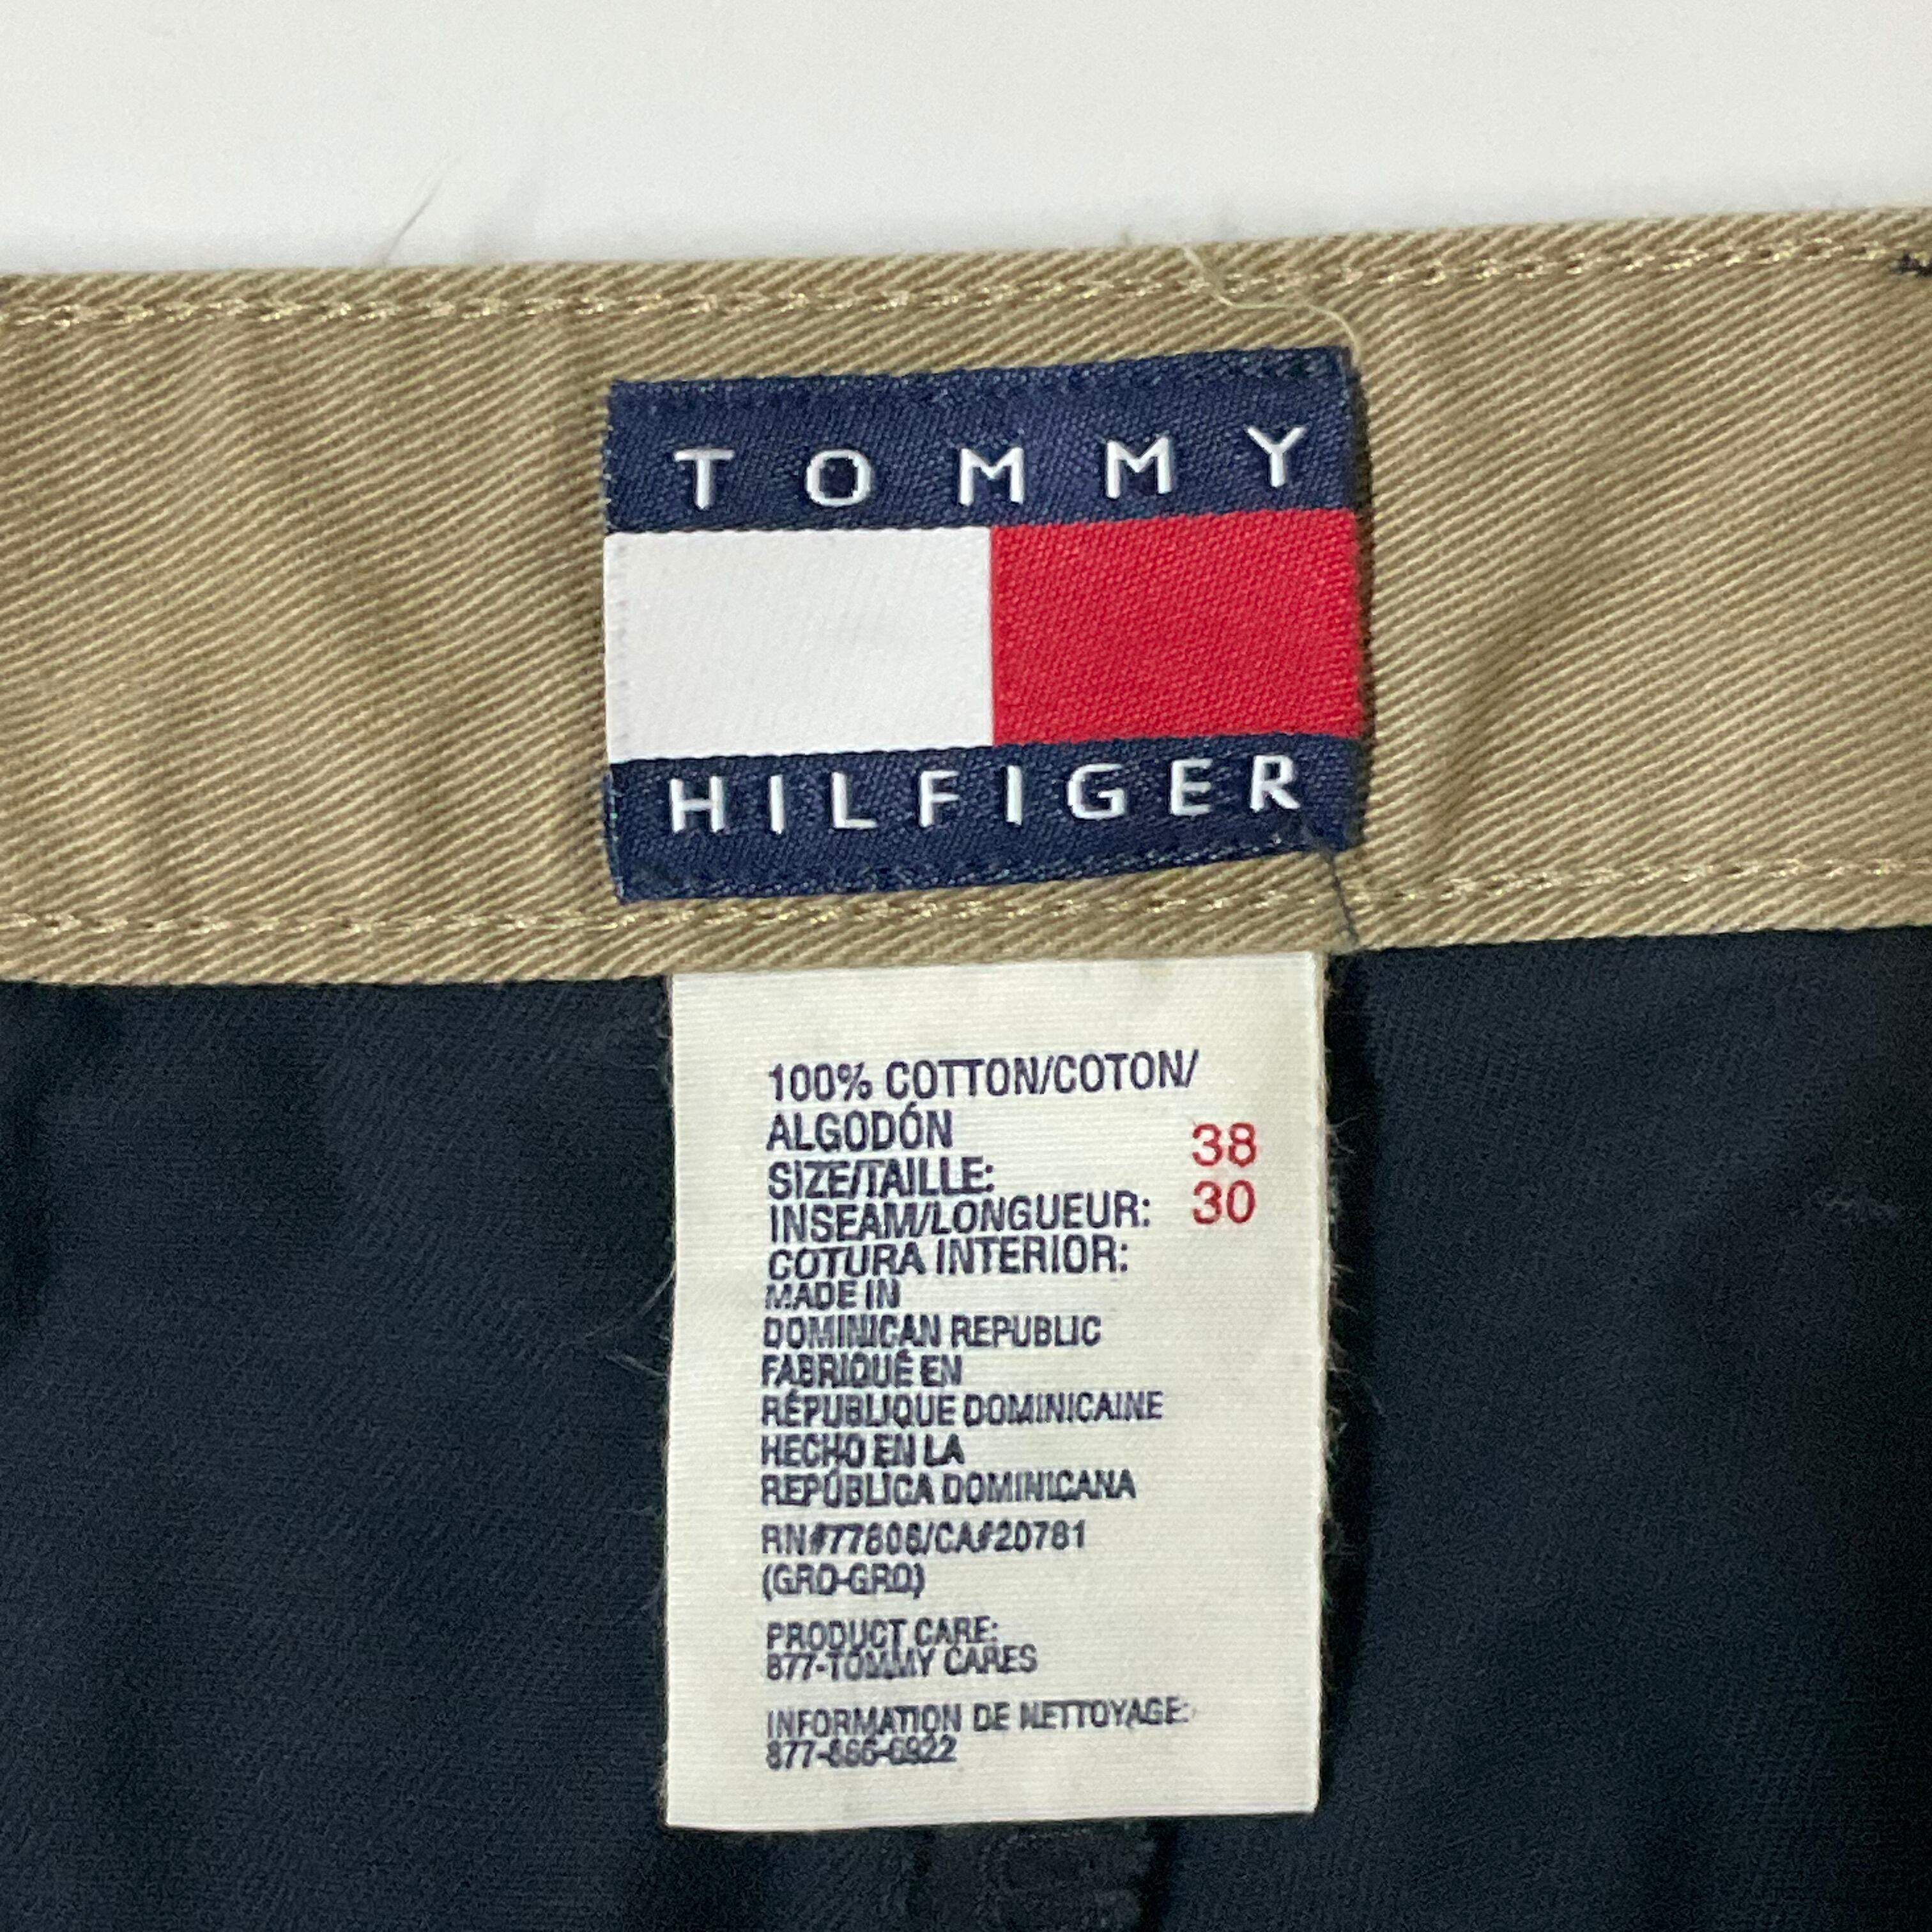 TOMMY
HILFIGER
100% COTTON/COTON/
ALGODÓN
38
SIZE/TAILLE:
INSEAM/LONGUEUR: 30
COTURA INTERIOR:
MADE IN
DOMINICAN REPUBLIC
FABRIQUÉ EN
RÉPUBLIQUE DOMINICAINE
HECHO EN LA
REPÚBLICA DOMINICANA
RN#77806/CA#20781
(GRD-GRD)
PRODUCT CARE:
877-TOMMY CARES
INFORMATION DE NETTOYAGE:
877-866-6922